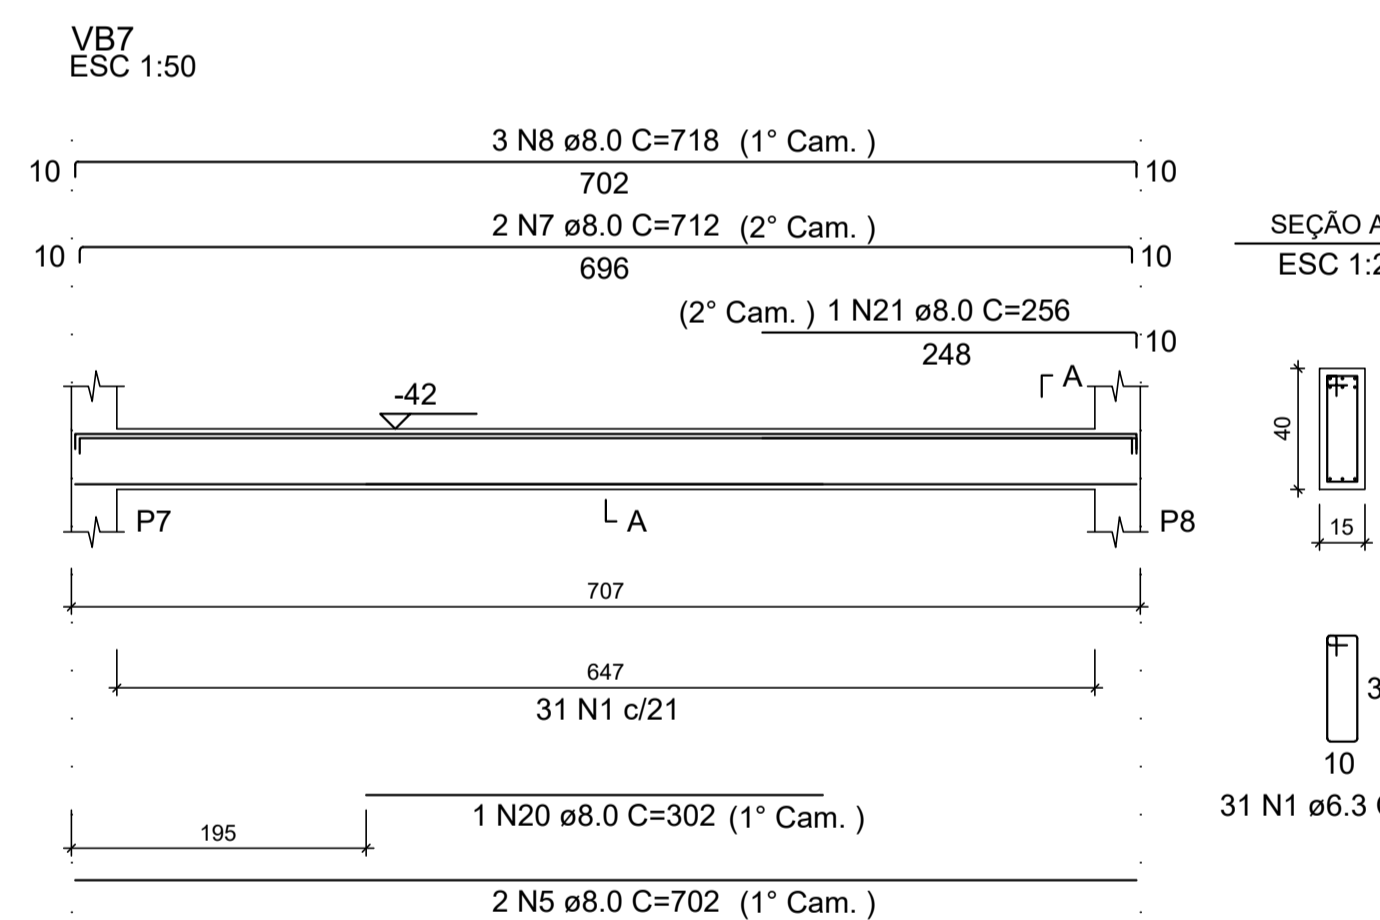 VB7
ESC 1:50
3 N8 ø8.0 C=718 (1° Cam. )
10 10
702
2 N7 ø8.0 C=712 (2° Cam. )
10 10
696
SEÇÃO A
ESC 1:2
(2° Cam. ) 1 N21 ø8.0 C=256
10
248
A
-42
40
P7 A P8
15
707
647
31 N1 c/21
3
10
31 N1 ø6.3
1 N20 ø8.0 C=302 (1° Cam. )
195
2 N5 ø8.0 C=702 (1° Cam. )